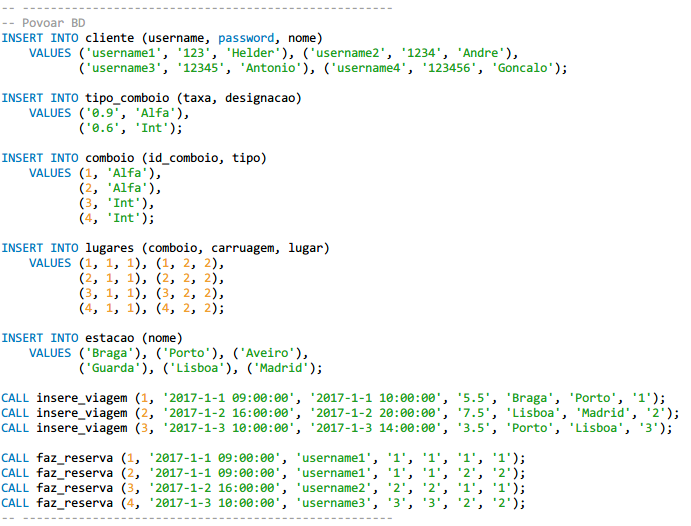 -- -----------------------------------------------------
-- Povoar BD
INSERT INTO cliente (username, password, nome)
    VALUES ('username1', '123', 'Helder'), ('username2', '1234', 'Andre'),
           ('username3', '12345', 'Antonio'), ('username4', '123456', 'Goncalo');

INSERT INTO tipo_comboio (taxa, designacao)
    VALUES ('0.9', 'Alfa'),
           ('0.6', 'Int');

INSERT INTO comboio (id_comboio, tipo)
    VALUES (1, 'Alfa'),
           (2, 'Alfa'),
           (3, 'Int'),
           (4, 'Int');

INSERT INTO lugares (comboio, carruagem, lugar)
    VALUES (1, 1, 1), (1, 2, 2),
           (2, 1, 1), (2, 2, 2),
           (3, 1, 1), (3, 2, 2),
           (4, 1, 1), (4, 2, 2);

INSERT INTO estacao (nome)
    VALUES ('Braga'), ('Porto'), ('Aveiro'),
           ('Guarda'), ('Lisboa'), ('Madrid');

CALL insere_viagem (1, '2017-1-1 09:00:00', '2017-1-1 10:00:00', '5.5', 'Braga', 'Porto', '1');
CALL insere_viagem (2, '2017-1-2 16:00:00', '2017-1-2 20:00:00', '7.5', 'Lisboa', 'Madrid', '2');
CALL insere_viagem (3, '2017-1-3 10:00:00', '2017-1-3 14:00:00', '3.5', 'Porto', 'Lisboa', '3');

CALL faz_reserva (1, '2017-1-1 09:00:00', 'username1', '1', '1', '1', '1');
CALL faz_reserva (2, '2017-1-1 09:00:00', 'username1', '1', '1', '2', '2');
CALL faz_reserva (3, '2017-1-2 16:00:00', 'username2', '2', '2', '1', '1');
CALL faz_reserva (4, '2017-1-3 10:00:00', 'username3', '3', '3', '2', '2');
-- -----------------------------------------------------